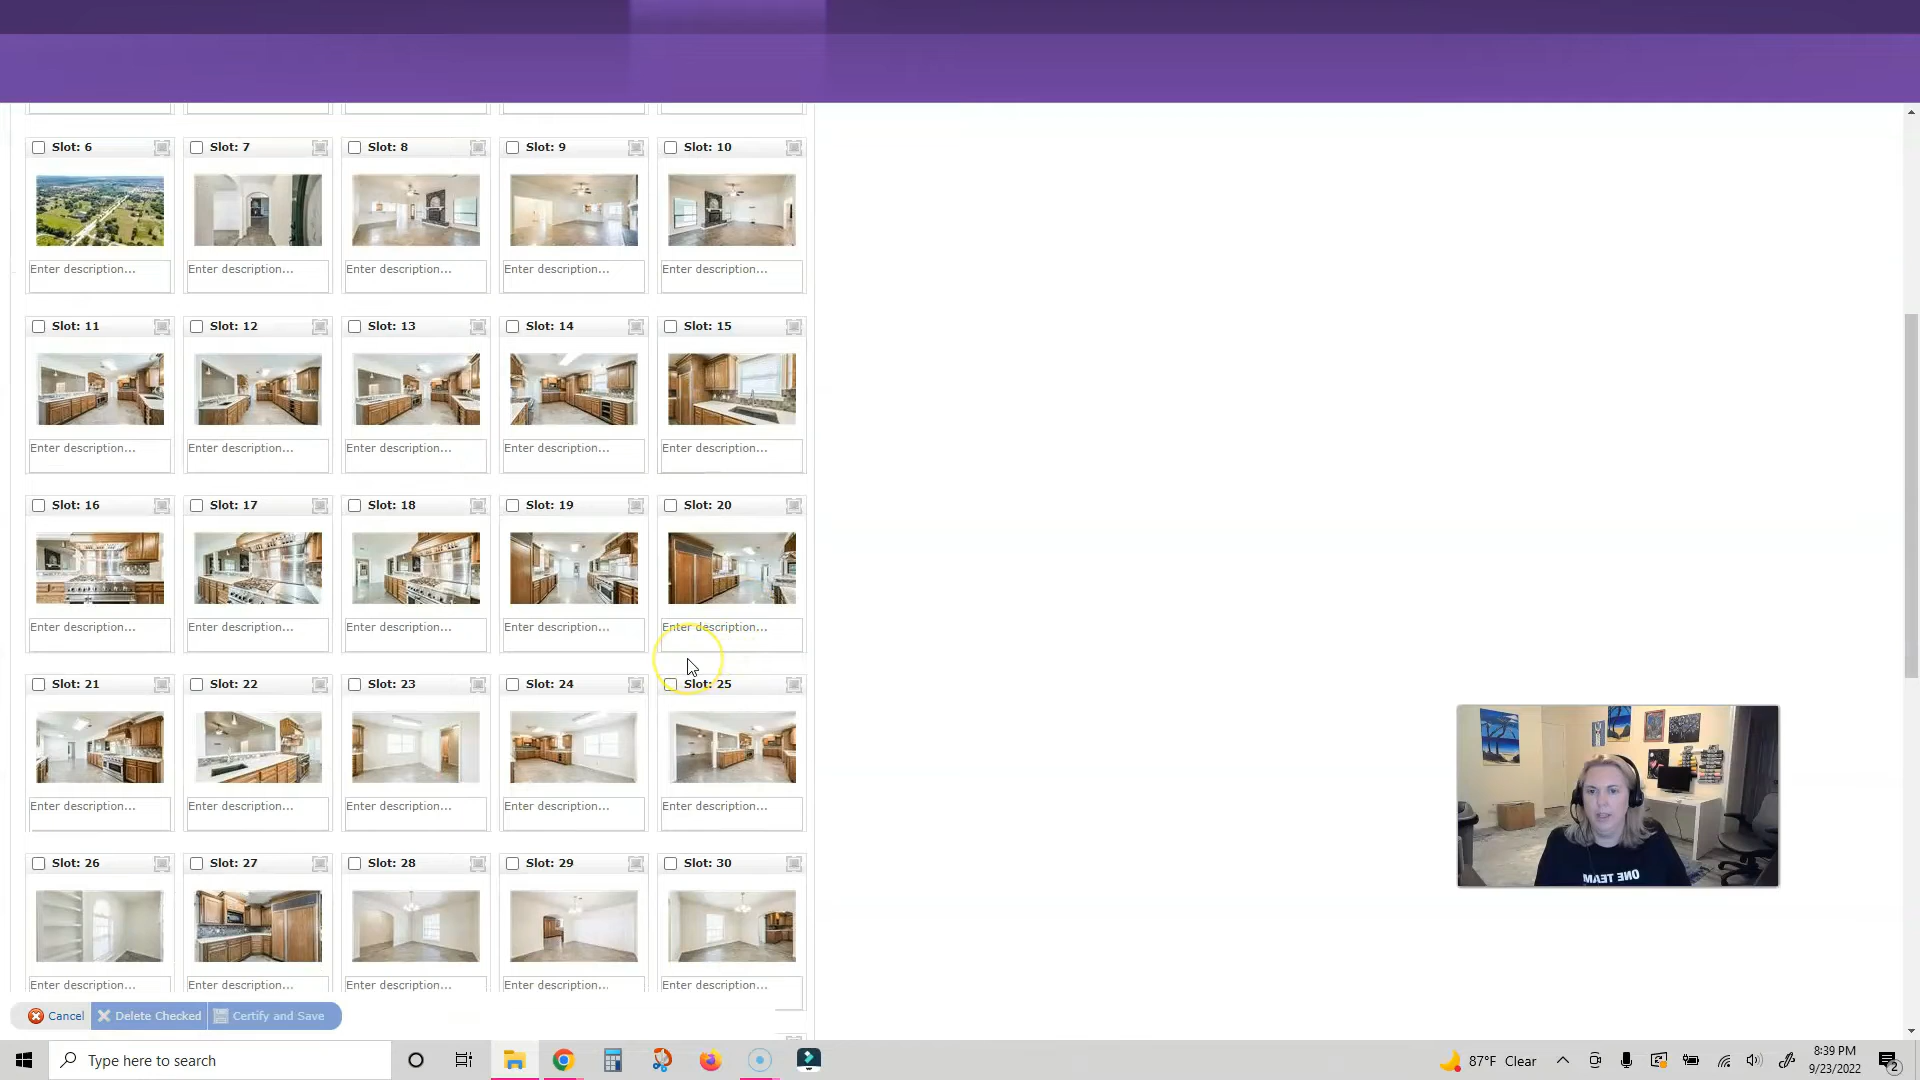 Slot: 6
Slot: 7
Slot: 8
Slot: 9
Slot: 10
Enter description...
Enter description...
Enter description...
Enter description...
Enter description...
Slot: 11
Slot: 12
Slot: 13
Slot: 14
Slot: 15
Enter description...
Enter description...
Enter description...
Enter description...
Enter description...
Slot: 16
Slot: 17
Slot: 18
Slot: 19
Slot: 20
Enter description...
Enter description...
Enter description...
Enter description...
Enter description...
Slot: 21
Slot: 22
Slot: 23
Slot: 24
Slot: 25
Enter description...
Enter description...
Enter description...
Enter description...
Enter description...
Slot: 26
Slot: 27
Slot: 28
Slot: 29
Slot: 30
Enter description...
Enter description...
Enter description...
Enter description...
Enter description...
Cancel
Delete Checked
Certify and Save
ONE TEAM
Type here to search
87°F Clear
8:39 PM
9/23/2022
2